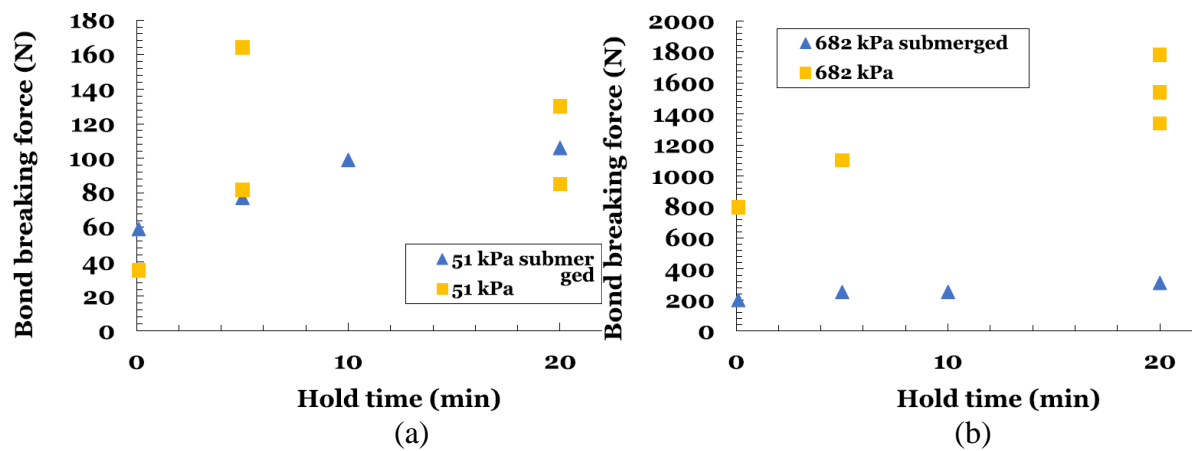 180
160
140
120
100
80
60
40
20
0
Bond breaking force (N)
51 kPa submer
ged
51 kPa
0
10
20
Hold time (min)
(a)
2000
1800
1600
1400
1200
1000
800
600
400
200
0
Bond breaking force (N)
682 kPa submerged
682 kPa
0
10
20
Hold time (min)
(b)